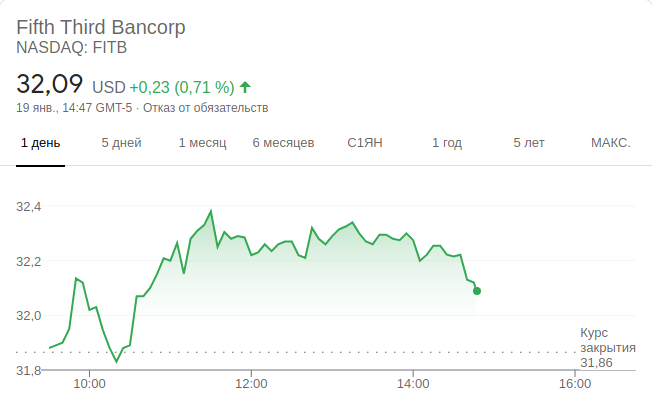 Fifth Third Bancorp
NASDAQ: FITB
32,09 USD +0,23 (0,71 %)
19 янв., 14:47 GMT-5 · Отказ от обязательств
1 день 5 дней 1 месяц 6 месяцев С1ЯН 1 год 5 лет МАКС.
32,4
32,2
32,0
Курс
закрытия
31,86
31,8
10:00 12:00 14:00 16:00